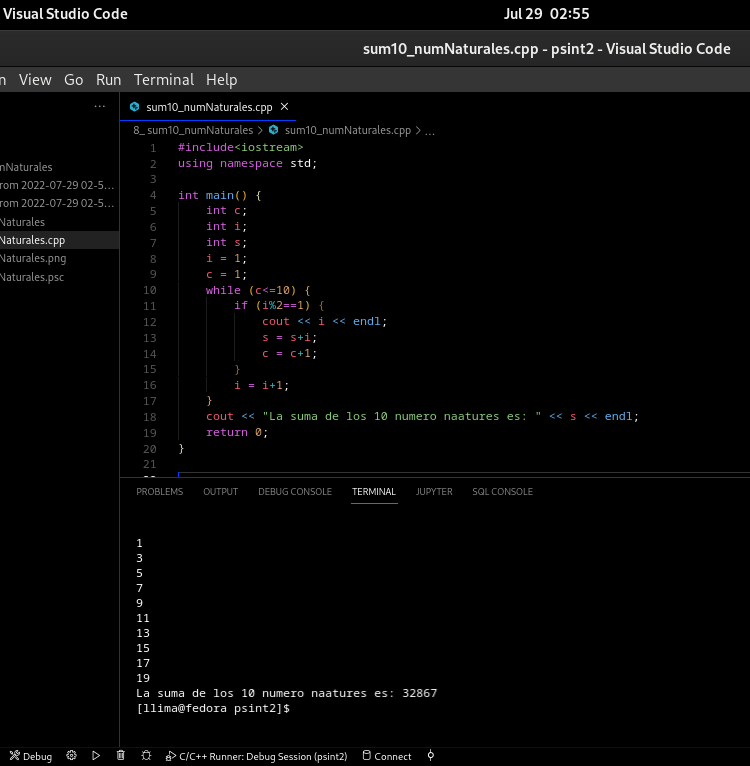 Visual Studio Code Jul 29 02:55
sum10_numNaturales.cpp - psint2 - Visual Studio Code
n View Go Run Terminal Help
... sum10_numNaturales.cpp ×
8_ sum10_numNaturales > sum10_numNaturales.cpp > ...
mNaturales
rom 2022-07-29 02-5...
rom 2022-07-29 02-5...
Naturales
Naturales.cpp
Naturales.png
Naturales.psc
1 #include<iostream>
2 using namespace std;
3
4 int main() {
5 int c;
6 int i;
7 int s;
8 i = 1;
9 c = 1;
10 while (c<=10) {
11 if (i%2==1) {
12 cout << i << endl;
13 s = s+i;
14 c = c+1;
15 }
16 i = i+1;
17 }
18 cout << "La suma de los 10 numero naatures es: " << s << endl;
19 return 0;
20 }
21
PROBLEMS OUTPUT DEBUG CONSOLE TERMINAL JUPYTER SQL CONSOLE
1
3
5
7
9
11
13
15
17
19
La suma de los 10 numero naatures es: 32867
[llima@fedora psint2]$
Debug C/C++ Runner: Debug Session (psint2) Connect